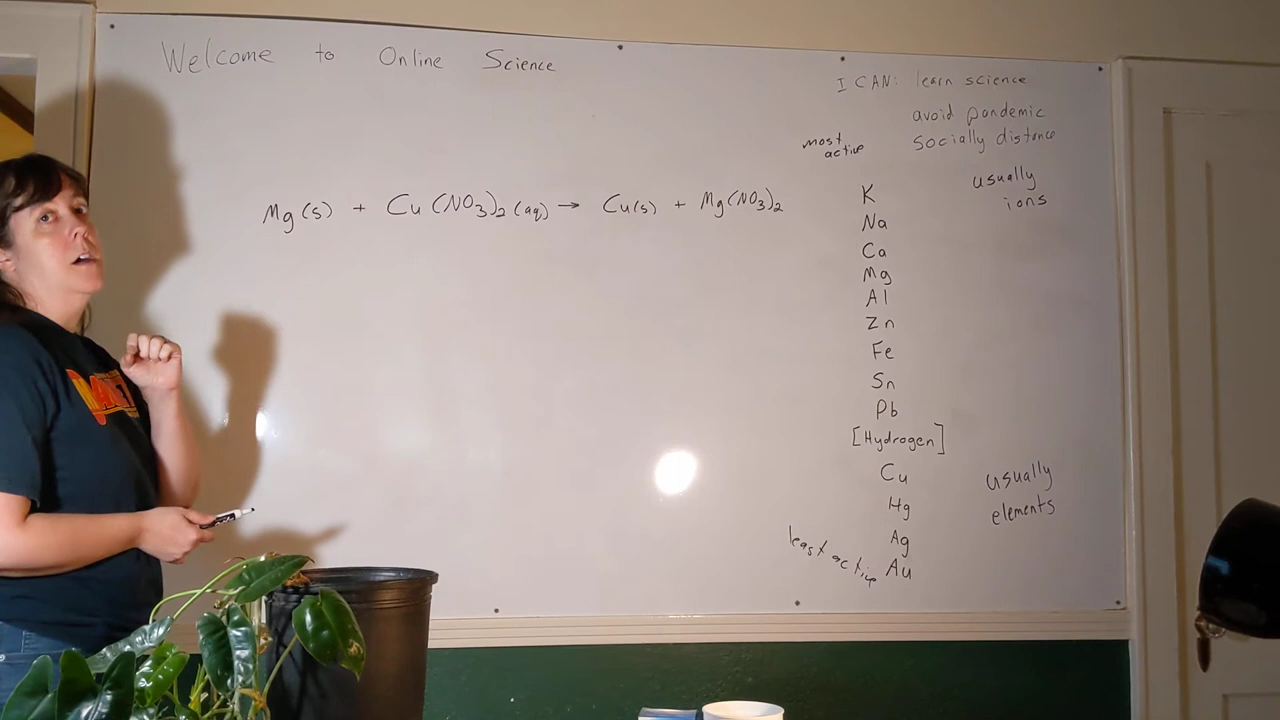 Welcome to Online Science
I CAN: learn science
avoid pandemic
socially distance
most
active
usually
ions
Mg(s) + Cu(NO₃)₂(aq) → Cu(s) + Mg(NO₃)₂
K
Na
Ca
Mg
Al
Zn
Fe
Sn
Pb
[Hydrogen]
Cu
Hg
Ag
Au
usually
elements
least active